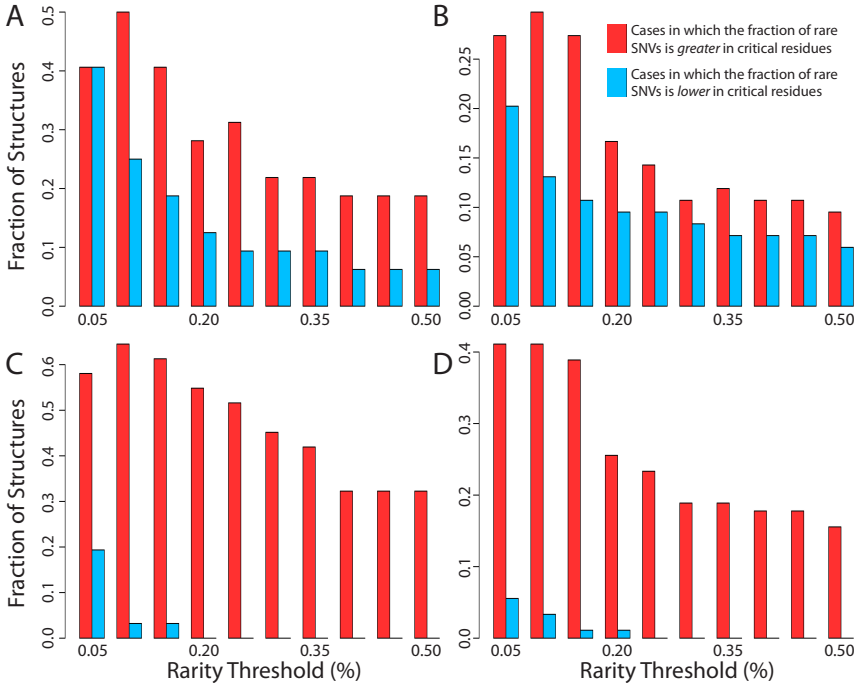 A
B
Cases in which the fraction of rare
SNVs is greater in critical residues
Cases in which the fraction of rare
SNVs is lower in critical residues
Fraction of Structures
0.5
0.4
0.3
0.2
0.1
0.0
0.05 0.20 0.35 0.50
0.25
0.20
0.15
0.10
0.05
0.00
0.05 0.20 0.35 0.50
C
D
Fraction of Structures
0.6
0.5
0.4
0.3
0.2
0.1
0.0
0.05 0.20 0.35 0.50
Rarity Threshold (%)
0.4
0.3
0.2
0.1
0.0
0.05 0.20 0.35 0.50
Rarity Threshold (%)